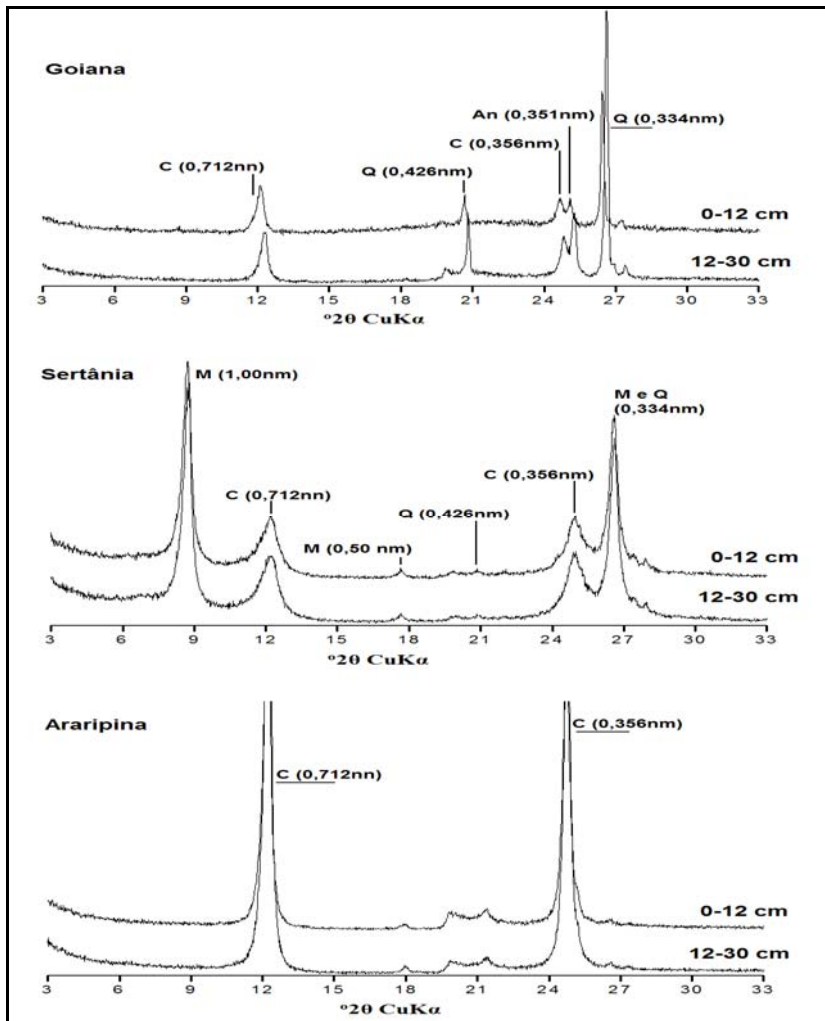 Goiana
An (0,351nm)
Q (0,334nm)
C (0,356nm)
C (0,712nn)
Q (0,426nm)
0-12 cm
12-30 cm
3 6 9 12 15 18 21 24 27 30 33
º2θ CuKα
Sertânia
M (1,00nm)
M e Q
(0,334nm)
C (0,356nm)
C (0,712nn)
Q (0,426nm)
M (0,50 nm)
0-12 cm
12-30 cm
3 6 9 12 15 18 21 24 27 30 33
º2θ CuKα
Araripina
C (0,356nm)
C (0,712nn)
0-12 cm
12-30 cm
3 6 9 12 15 18 21 24 27 30 33
º2θ CuKα